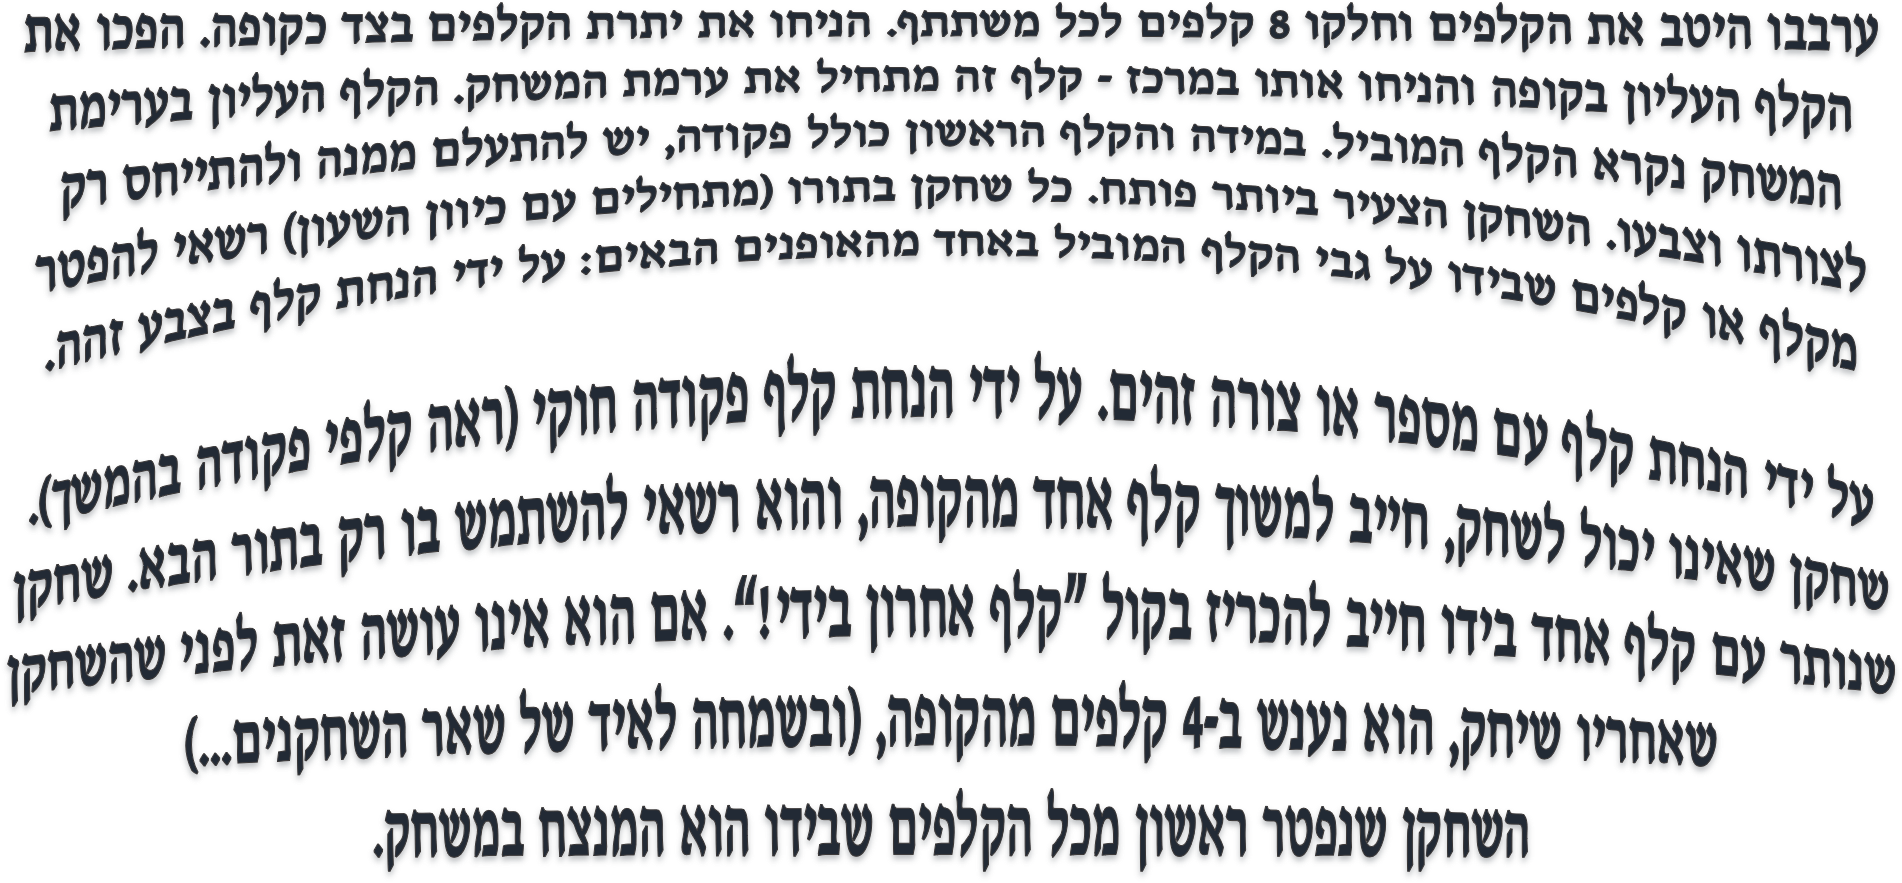 ערבבו היטב את הקלפים וחלקו 8 קלפים לכל משתתף. הניחו את יתרת הקלפים בצד כקופה. הפכו את
הקלף העליון בקופה והניחו אותו במרכז - קלף זה מתחיל את ערמת המשחק. הקלף העליון בערימת
המשחק נקרא הקלף המוביל. במידה והקלף הראשון כולל פקודה, יש להתעלם ממנה ולהתייחס רק
לצורתו וצבעו. השחקן הצעיר ביותר פותח. כל שחקן בתורו (מתחילים עם כיוון השעון) רשאי להפטר
מקלף או קלפים שבידו על גבי הקלף המוביל באחד מהאופנים הבאים: על ידי הנחת קלף בצבע זהה.
על ידי הנחת קלף עם מספר או צורה זהים. על ידי הנחת קלף פקודה חוקי (ראה קלפי פקודה בהמשך).
שחקן שאינו יכול לשחק, חייב למשוך קלף אחד מהקופה, והוא רשאי להשתמש בו רק בתור הבא. שחקן
שנותר עם קלף אחד בידו חייב להכריז בקול ”קלף אחרון בידי!“. אם הוא אינו עושה זאת לפני שהשחקן
שאחריו שיחק, הוא נענש ב-4 קלפים מהקופה, (ובשמחה לאיד של שאר השחקנים...)
השחקן שנפטר ראשון מכל הקלפים שבידו הוא המנצח במשחק.